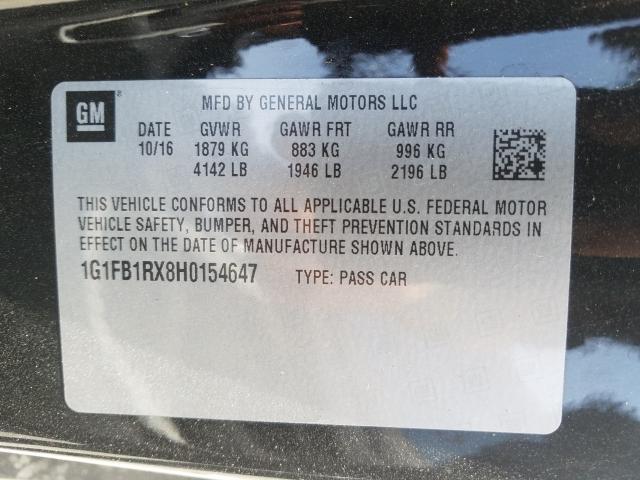 GM ®
MFD BY GENERAL MOTORS LLC
DATE GVWR GAWR FRT GAWR RR
10/16 1879 KG 883 KG 996 KG
4142 LB 1946 LB 2196 LB
THIS VEHICLE CONFORMS TO ALL APPLICABLE U.S. FEDERAL MOTOR
VEHICLE SAFETY, BUMPER, AND THEFT PREVENTION STANDARDS IN
EFFECT ON THE DATE OF MANUFACTURE SHOWN ABOVE.
1G1FB1RX8H0154647 TYPE: PASS CAR